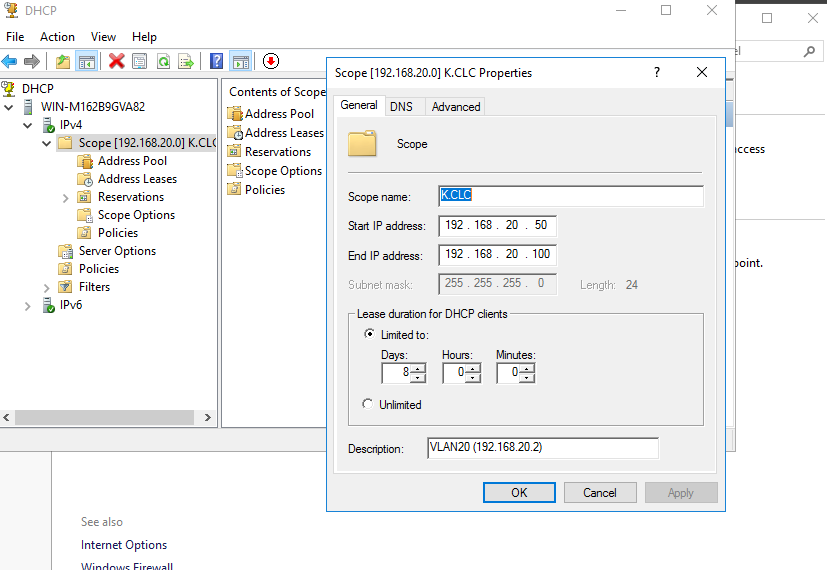 DHCP
File Action View Help
DHCP
WIN-M162B9GVA82
IPv4
Scope [192.168.20.0] K.CLC
Address Pool
Address Leases
Reservations
Scope Options
Policies
Server Options
Policies
Filters
IPv6
Contents of Scope
Address Pool
Address Leases
Reservations
Scope Options
Policies
Scope [192.168.20.0] K.CLC Properties
General DNS Advanced
Scope
Scope name: K.CLC
Start IP address: 192 . 168 . 20 . 50
End IP address: 192 . 168 . 20 . 100
Subnet mask: 255 . 255 . 255 . 0 Length: 24
Lease duration for DHCP clients
Limited to:
Days: Hours: Minutes:
8 0 0
Unlimited
Description: VLAN20 (192.168.20.2)
OK Cancel Apply
See also
Internet Options
Windows Firewall